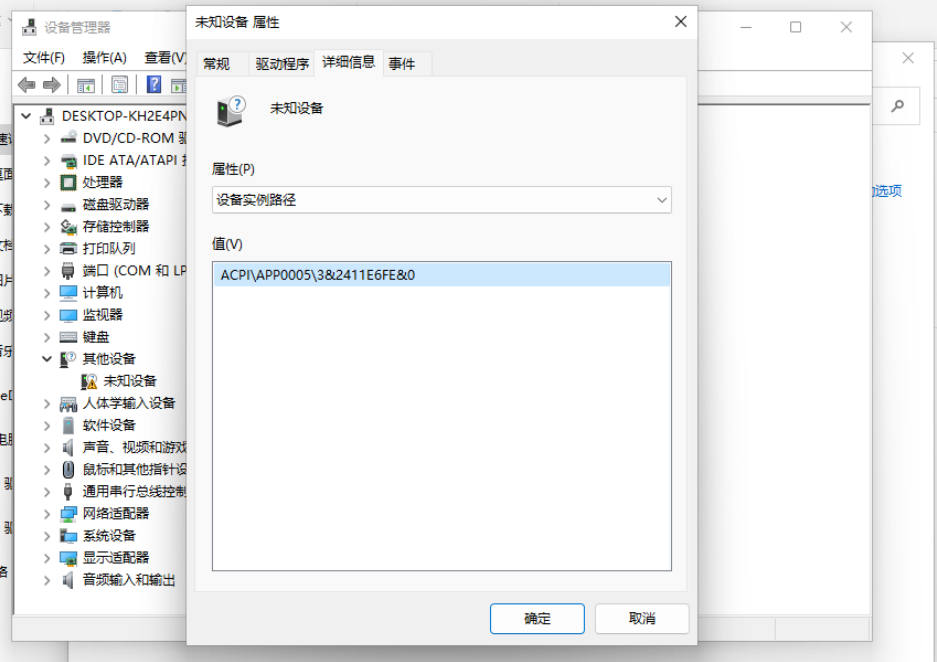 设备管理器
文件(F) 操作(A) 查看(V)
DESKTOP-KH2E4PN
DVD/CD-ROM
IDE ATA/ATAPI
处理器
磁盘驱动器
存储控制器
打印队列
端口 (COM 和 LP
计算机
监视器
键盘
其他设备
未知设备
人体学输入设备
软件设备
声音、视频和游戏
鼠标和其他指针设
通用串行总线控制
网络适配器
系统设备
显示适配器
音频输入和输出
未知设备 属性
常规 驱动程序 详细信息 事件
未知设备
属性(P)
设备实例路径
值(V)
ACPI\APP0005\3&2411E6FE&0
确定 取消
选项